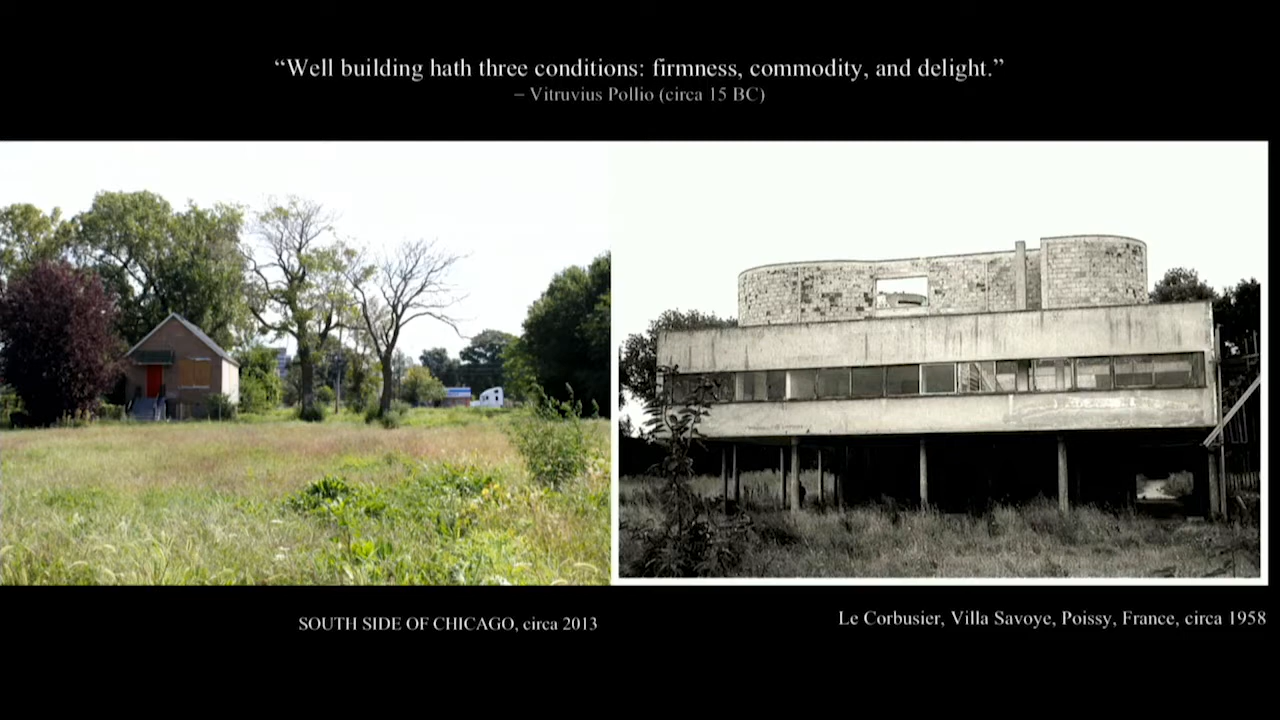 “Well building hath three conditions: firmness, commodity, and delight.”
– Vitruvius Pollio (circa 15 BC)
SOUTH SIDE OF CHICAGO, circa 2013
Le Corbusier, Villa Savoye, Poissy, France, circa 1958